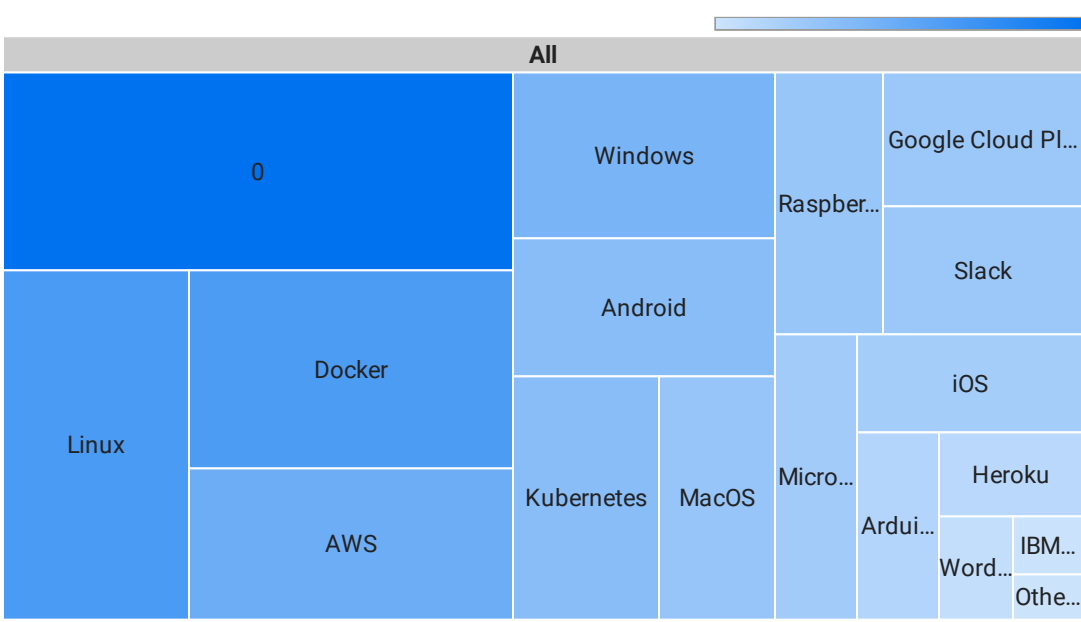 All
0
Linux
Docker
AWS
Windows
Android
Kubernetes
MacOS
Raspber...
Google Cloud Pl...
Slack
Micro...
iOS
Ardui...
Heroku
Word...
IBM...
Othe...